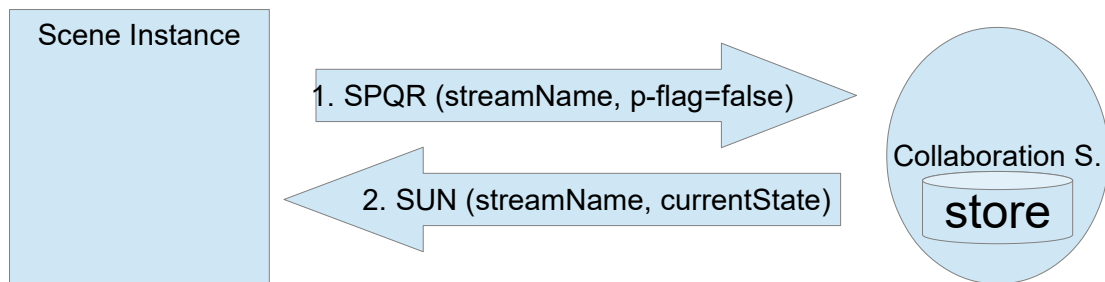 Scene Instance
1. SPQR (streamName, p-flag=false)
2. SUN (streamName, currentState)
Collaboration S.
store